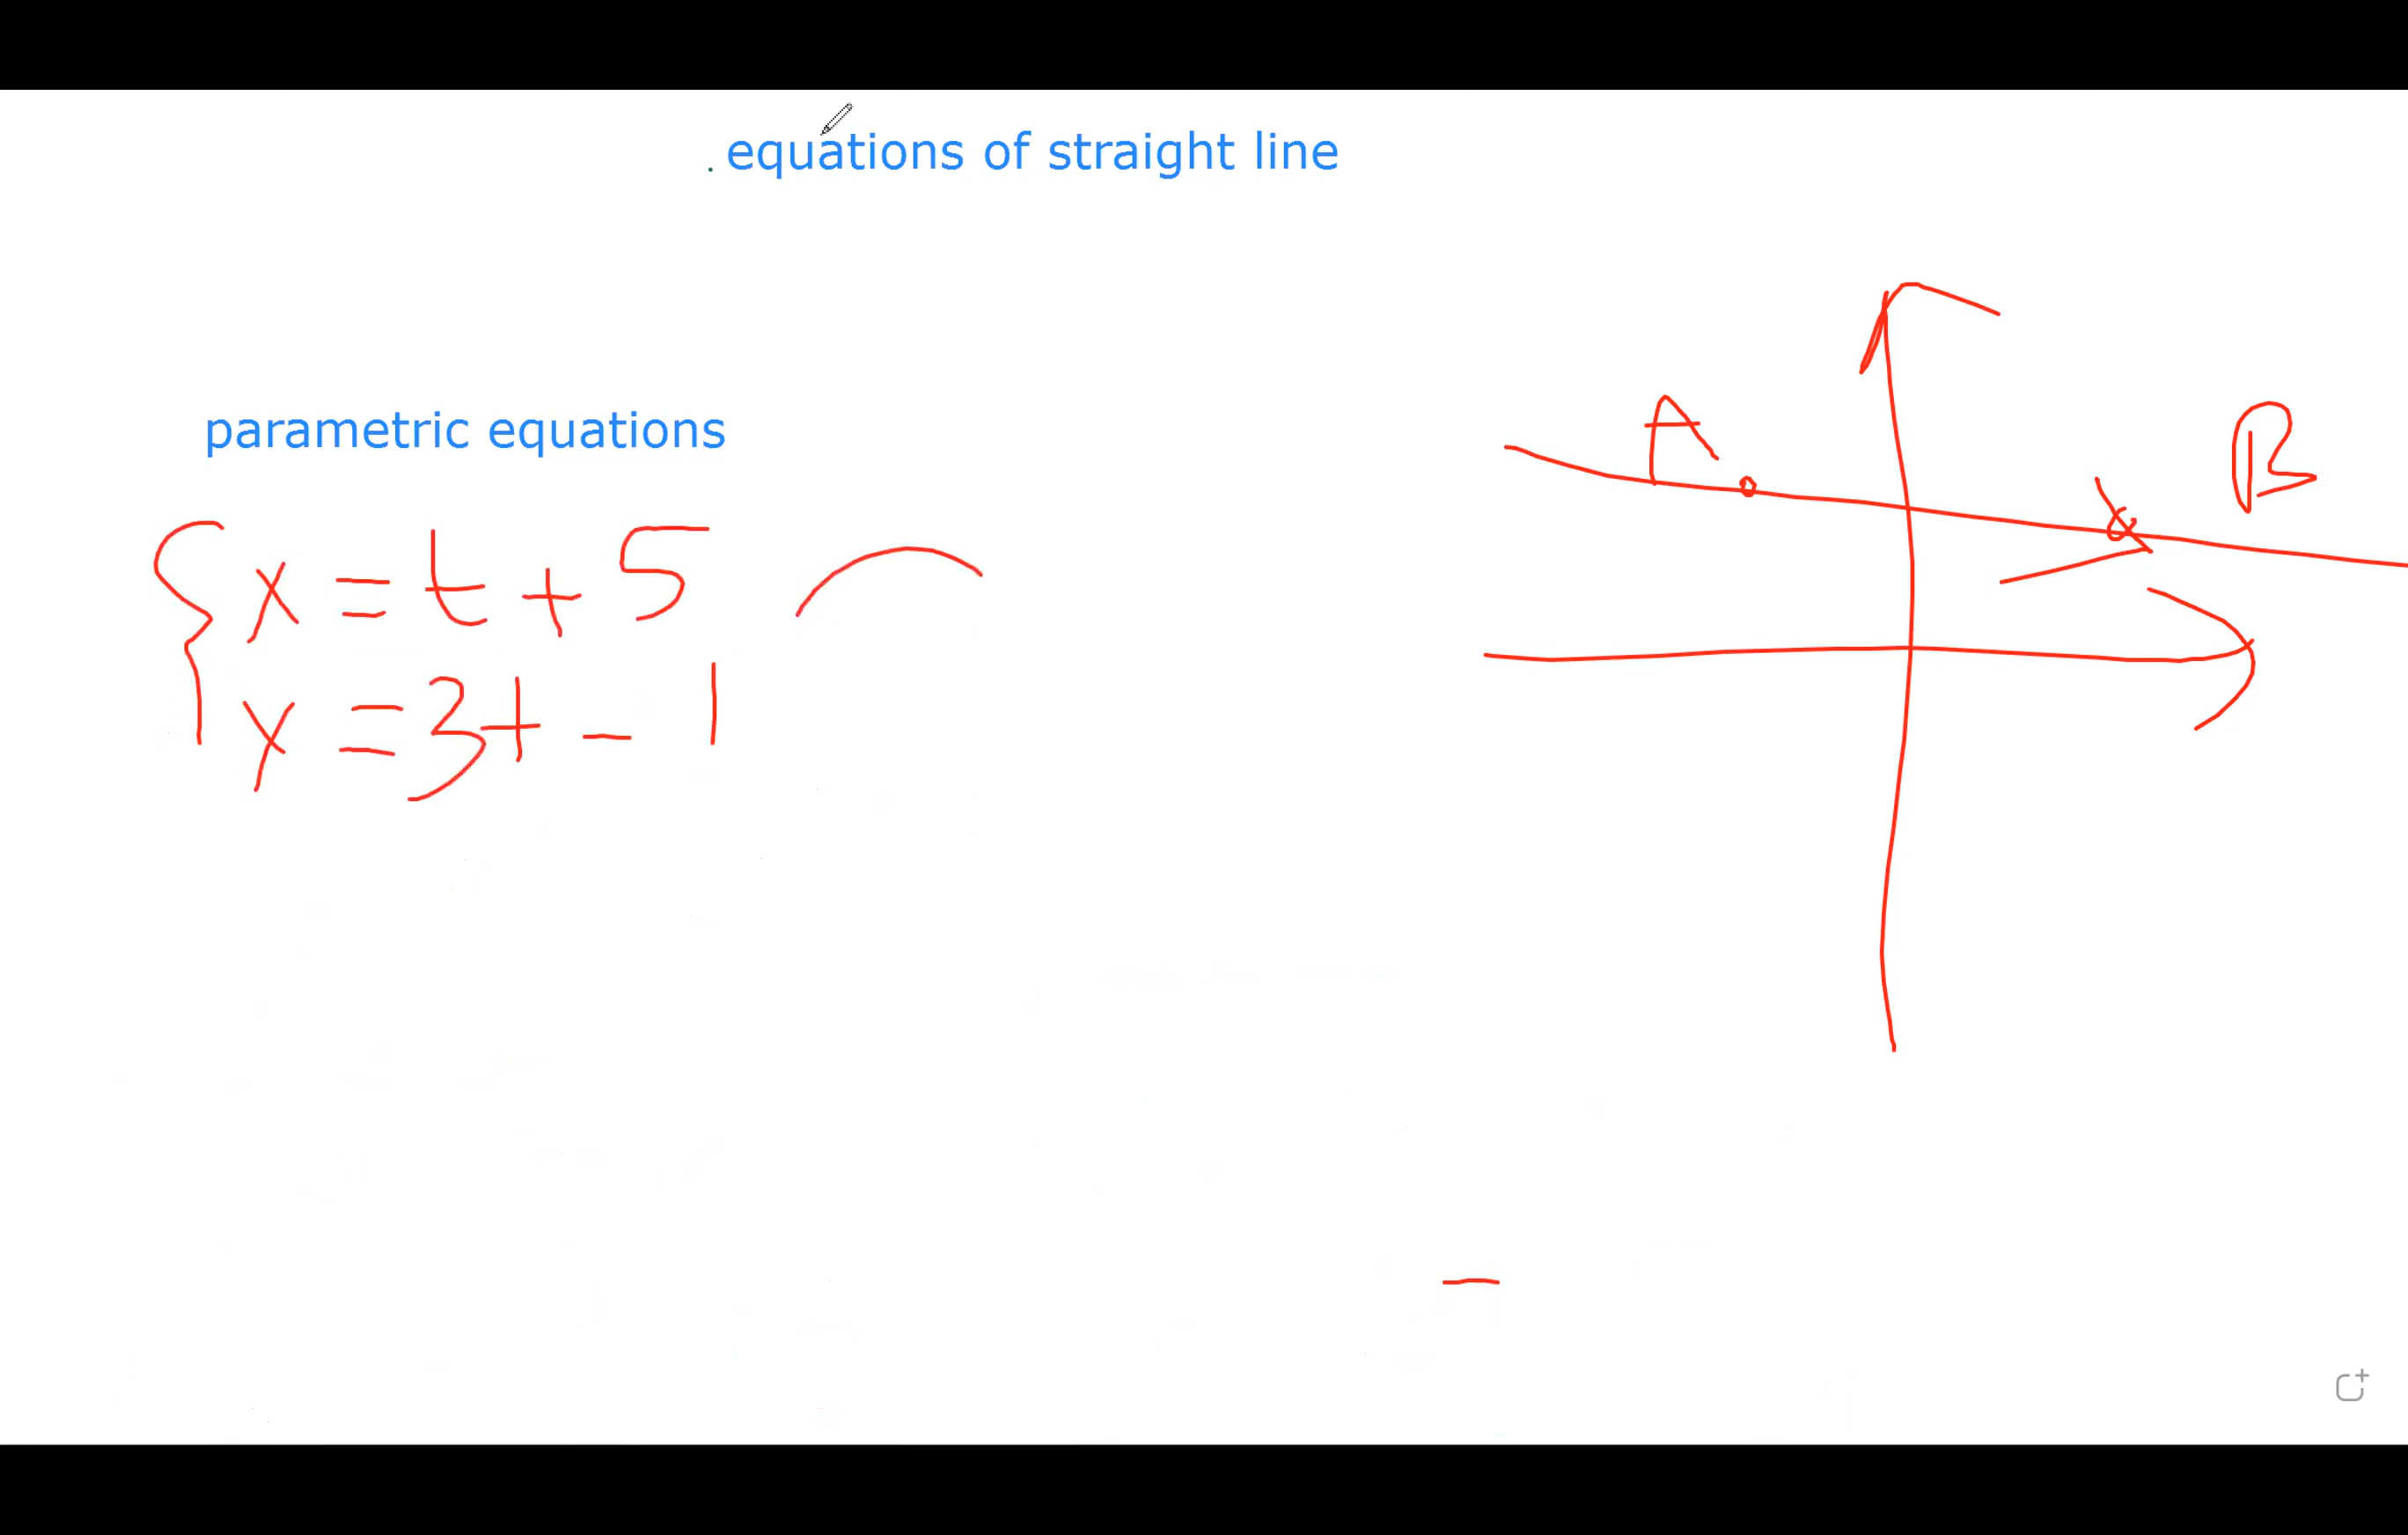 . equations of straight line
parametric equations
x = t + 5
y = 3t - 1
A
B